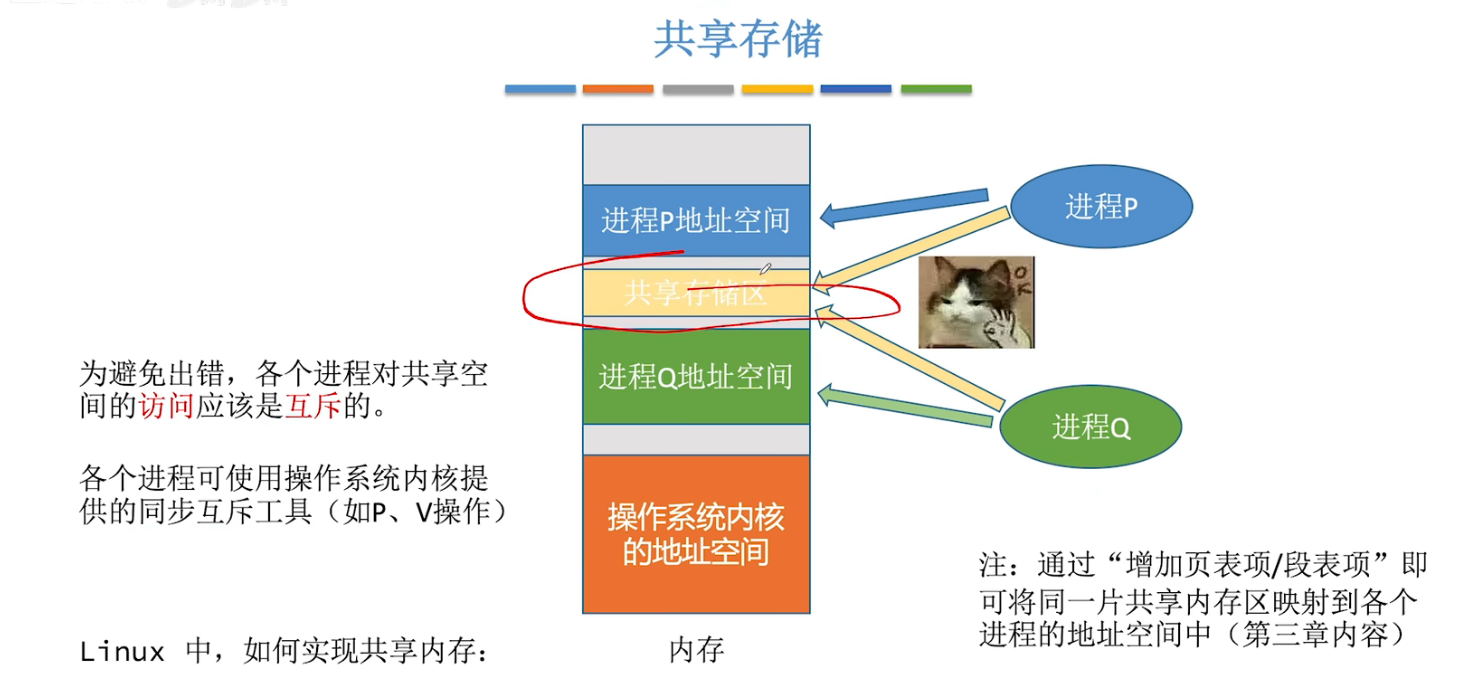 共享存储
进程P地址空间
进程P
共享存储区
OK
进程Q地址空间
进程Q
为避免出错，各个进程对共享空
间的访问应该是互斥的。
各个进程可使用操作系统内核提
供的同步互斥工具（如P、V操作）
操作系统内核
的地址空间
注：通过“增加页表项/段表项”即
可将同一片共享内存区映射到各个
进程的地址空间中（第三章内容）
Linux 中，如何实现共享内存：
内存